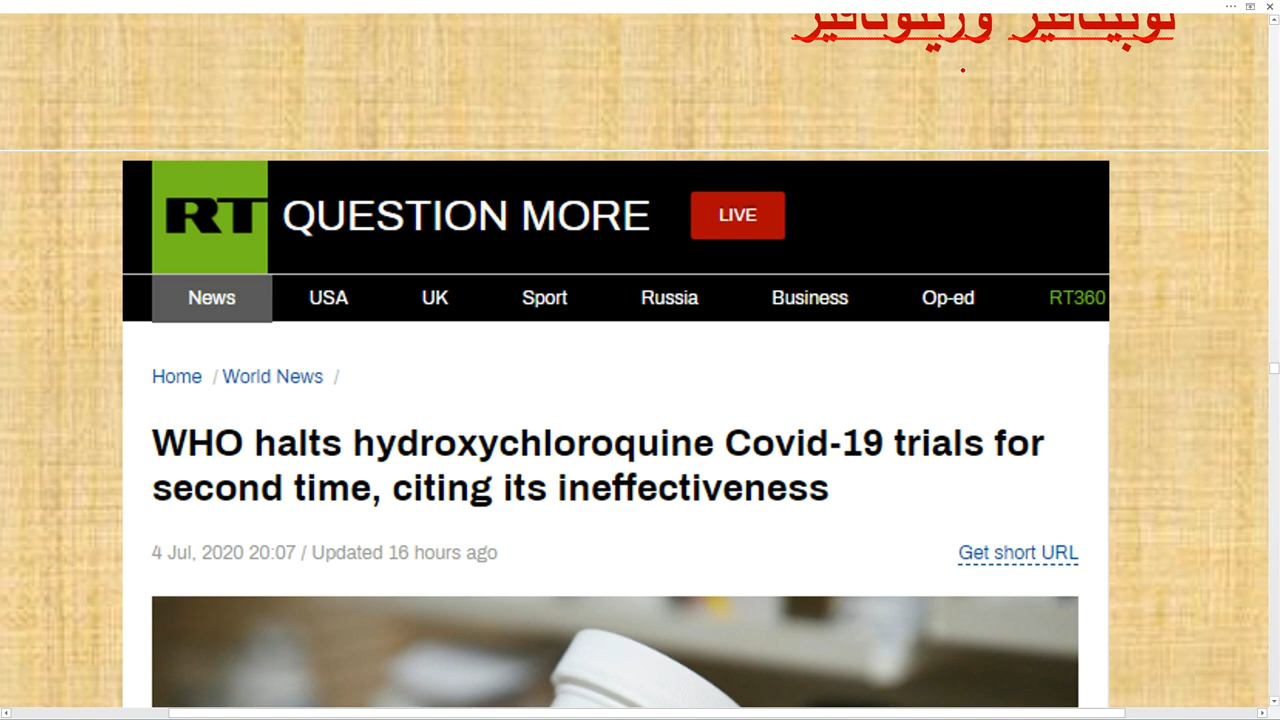 لوبينافير وريتونافير
.
RT QUESTION MORE LIVE
News USA UK Sport Russia Business Op-ed RT360
Home / World News /
WHO halts hydroxychloroquine Covid-19 trials for
second time, citing its ineffectiveness
4 Jul, 2020 20:07 / Updated 16 hours ago Get short URL